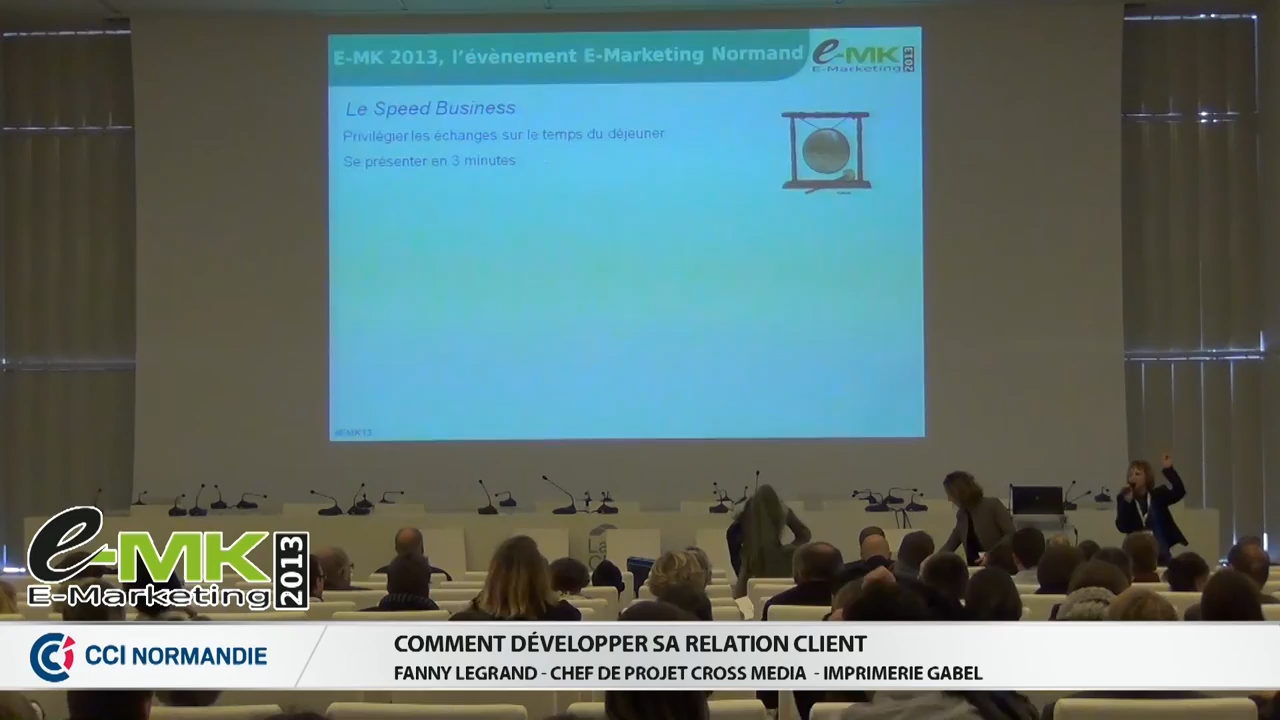 E-MK 2013, l'évènement E-Marketing Normand
e-MK
E-Marketing
2013
Le Speed Business
Privilégier les échanges sur le temps du déjeuner
Se présenter en 3 minutes
e-MK
E-Marketing
2013
CCI NORMANDIE
COMMENT DÉVELOPPER SA RELATION CLIENT
FANNY LEGRAND - CHEF DE PROJET CROSS MEDIA - IMPRIMERIE GABEL